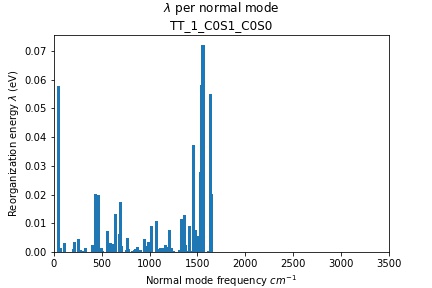 λ per normal mode
TT_1_C0S1_C0S0
Reorganization energy λ (eV)
0.07
0.06
0.05
0.04
0.03
0.02
0.01
0.00
0 500 1000 1500 2000 2500 3000 3500
Normal mode frequency cm⁻¹